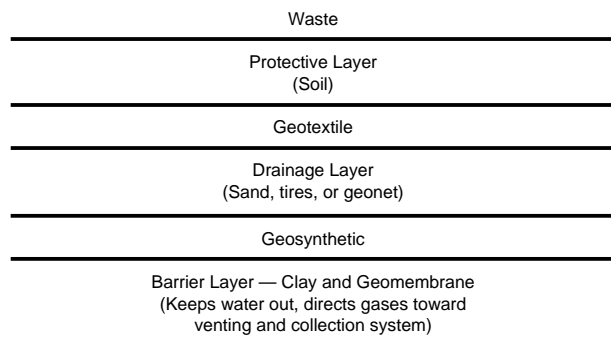 Waste
Protective Layer
(Soil)
Geotextile
Drainage Layer
(Sand, tires, or geonet)
Geosynthetic
Barrier Layer — Clay and Geomembrane
(Keeps water out, directs gases toward
venting and collection system)